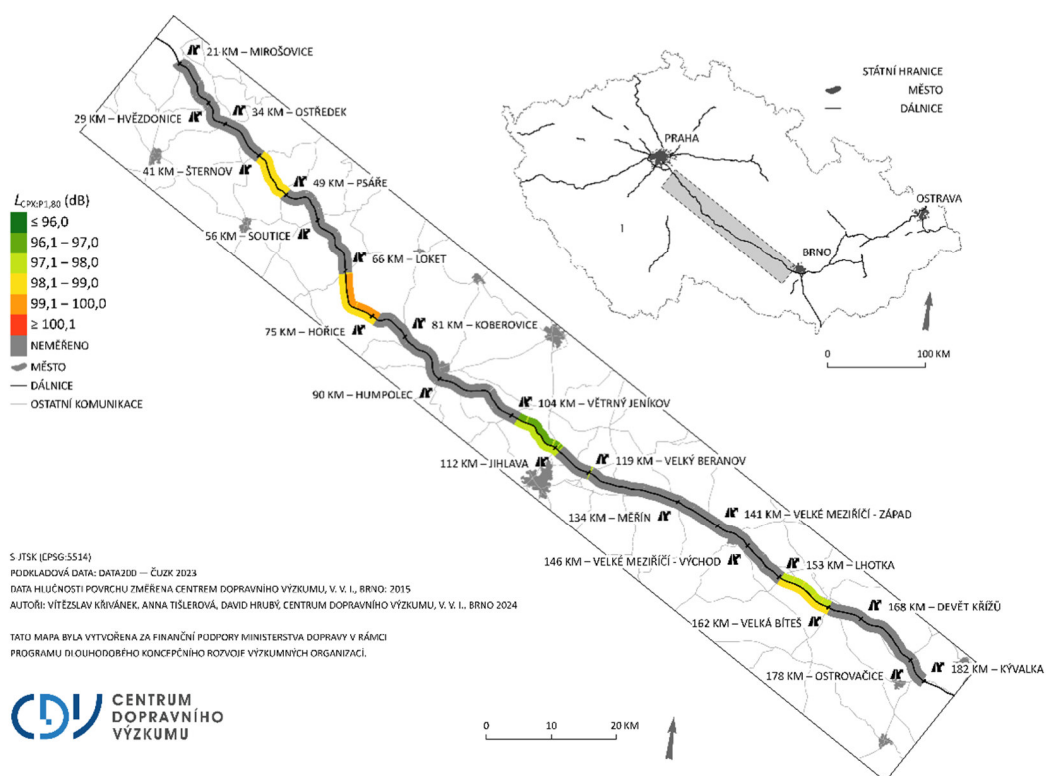 21 KM – MIROŠOVICE
29 KM – HVĚZDONICE
34 KM – OSTŘEDEK
41 KM – ŠTERNOV
49 KM – PSÁŘE
56 KM – SOUTICE
66 KM – LOKET
75 KM – HOŘICE
81 KM – KOBEROVICE
90 KM – HUMPOLEC
104 KM – VĚTRNÝ JENÍKOV
112 KM – JIHLAVA
119 KM – VELKÝ BERANOV
134 KM – MĚŘÍN
141 KM – VELKÉ MEZIŘÍČÍ - ZÁPAD
146 KM – VELKÉ MEZIŘÍČÍ - VÝCHOD
153 KM – LHOTKA
162 KM – VELKÁ BÍTEŠ
168 KM – DEVĚT KŘÍŽŮ
178 KM – OSTROVAČICE
182 KM – KÝVALKA
LCPX:P1,80 (dB)
≤ 96,0
96,1 – 97,0
97,1 – 98,0
98,1 – 99,0
99,1 – 100,0
≥ 100,1
NEMĚŘENO
MĚSTO
DÁLNICE
OSTATNÍ KOMUNIKACE
STÁTNÍ HRANICE
MĚSTO
DÁLNICE
PRAHA
OSTRAVA
BRNO
0 100 KM
S JTSK (EPSG:5514)
PODKLADOVÁ DATA: DATA200 — ČUZK 2023
DATA HLUČNOSTI POVRCHU ZMĚŘENA CENTREM DOPRAVNÍHO VÝZKUMU, V. V. I., BRNO: 2015
AUTOŘI: VÍTĚZSLAV KŘIVÁNEK, ANNA TIŠLEROVÁ, DAVID HRUBÝ, CENTRUM DOPRAVNÍHO VÝZKUMU, V. V. I., BRNO 2024
TATO MAPA BYLA VYTVOŘENA ZA FINANČNÍ PODPORY MINISTERSTVA DOPRAVY V RÁMCI
PROGRAMU DLOUHODOBÉHO KONCEPČNÍHO ROZVOJE VÝZKUMNÝCH ORGANIZACÍ.
CDV CENTRUM
DOPRAVNÍHO
VÝZKUMU
0 10 20 KM